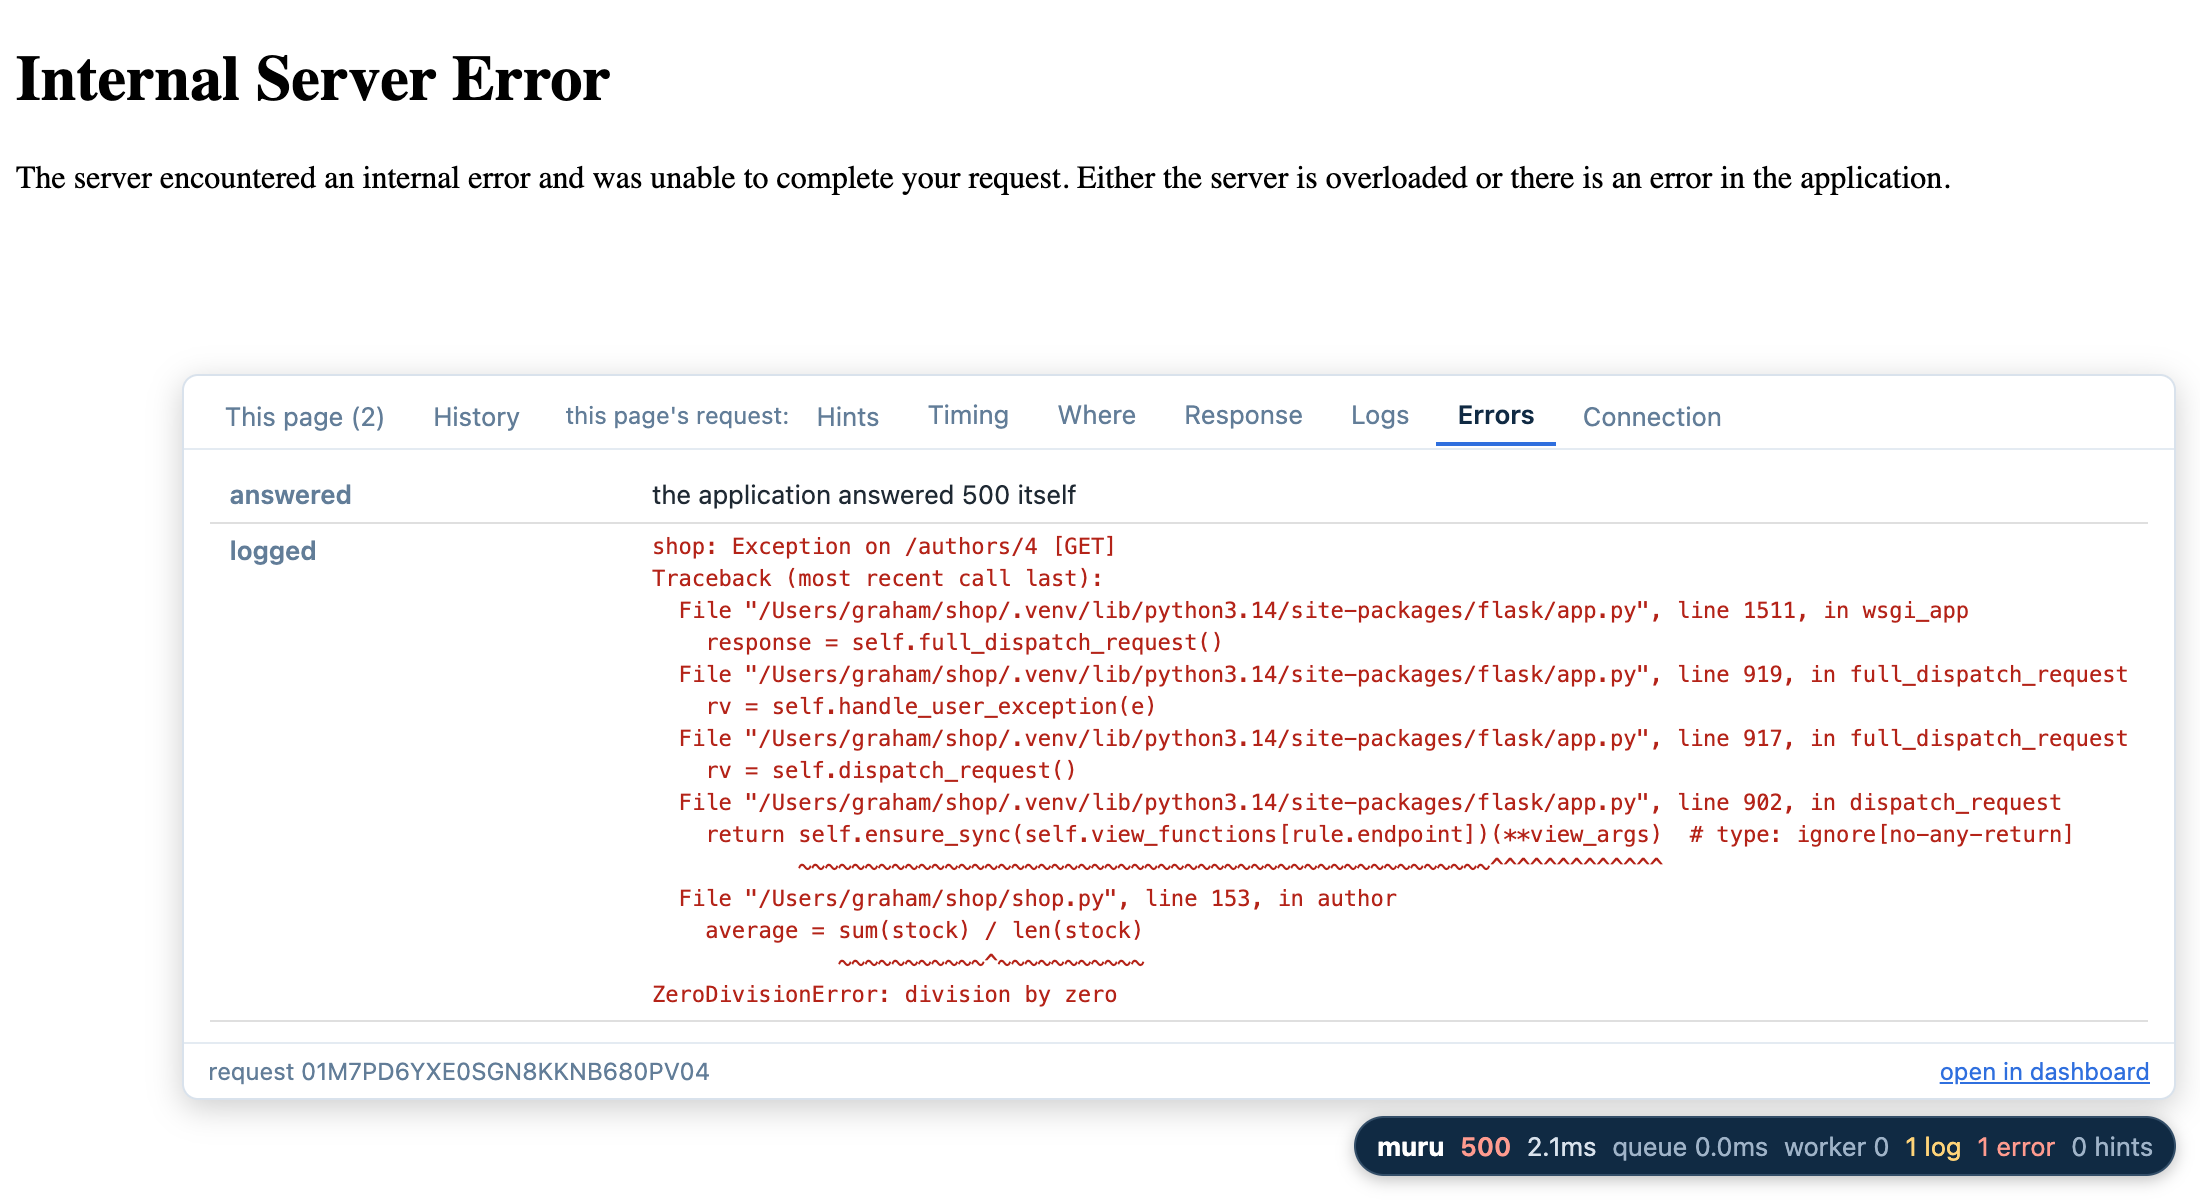 Internal Server Error
The server encountered an internal error and was unable to complete your request. Either the server is overloaded or there is an error in the application.
This page (2) History this page's request: Hints Timing Where Response Logs Errors Connection
answered the application answered 500 itself
logged shop: Exception on /authors/4 [GET]
Traceback (most recent call last):
  File "/Users/graham/shop/.venv/lib/python3.14/site-packages/flask/app.py", line 1511, in wsgi_app
    response = self.full_dispatch_request()
  File "/Users/graham/shop/.venv/lib/python3.14/site-packages/flask/app.py", line 919, in full_dispatch_request
    rv = self.handle_user_exception(e)
  File "/Users/graham/shop/.venv/lib/python3.14/site-packages/flask/app.py", line 917, in full_dispatch_request
    rv = self.dispatch_request()
  File "/Users/graham/shop/.venv/lib/python3.14/site-packages/flask/app.py", line 902, in dispatch_request
    return self.ensure_sync(self.view_functions[rule.endpoint])(**view_args)  # type: ignore[no-any-return]
           ~~~~~~~~~~~~~~~~~~~~~~~~~~~~~~~~~~~~~~~~~~~~~~~~~~~~^^^^^^^^^^^^^
  File "/Users/graham/shop/shop.py", line 153, in author
    average = sum(stock) / len(stock)
              ~~~~~~~~~~~^~~~~~~~~~~~
ZeroDivisionError: division by zero
request 01M7PD6YXE0SGN8KKNB680PV04 open in dashboard
muru 500 2.1ms queue 0.0ms worker 0 1 log 1 error 0 hints